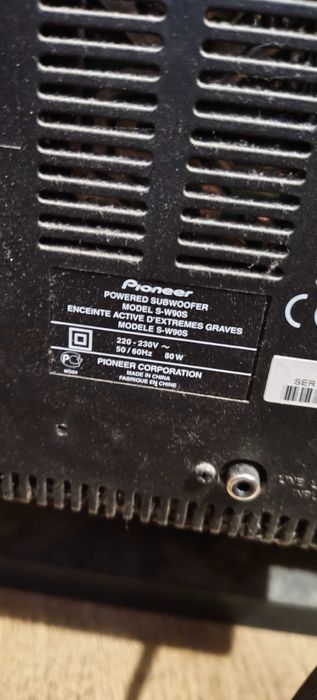 Pioneer
POWERED SUBWOOFER
MODEL S-W90S
ENCEINTE ACTIVE D'EXTREMES GRAVES
MODELE S-W90S
220 - 230V ~
50 / 60Hz 80 W
PIONEER CORPORATION
MADE IN CHINA
FABRIQUE EN CHINE
SER